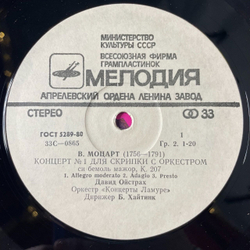 МИНИСТЕРСТВО
КУЛЬТУРЫ СССР
ВСЕСОЮЗНАЯ ФИРМА
ГРАМПЛАСТИНОК
МЕЛОДИЯ
АПРЕЛЕВСКИЙ ОРДЕНА ЛЕНИНА ЗАВОД
СТЕРЕО 33
ГОСТ 5289-80 1
33С—0865 Гр. 2. 1-20
В. МОЦАРТ (1756—1791)
КОНЦЕРТ № 1 ДЛЯ СКРИПКИ С ОРКЕСТРОМ
си бемоль мажор, К. 207
1. Allegro moderato 2. Adagio 3. Presto
Давид Ойстрах
Оркестр «Концерты Ламуре»
Дирижер Б. Хайтинк